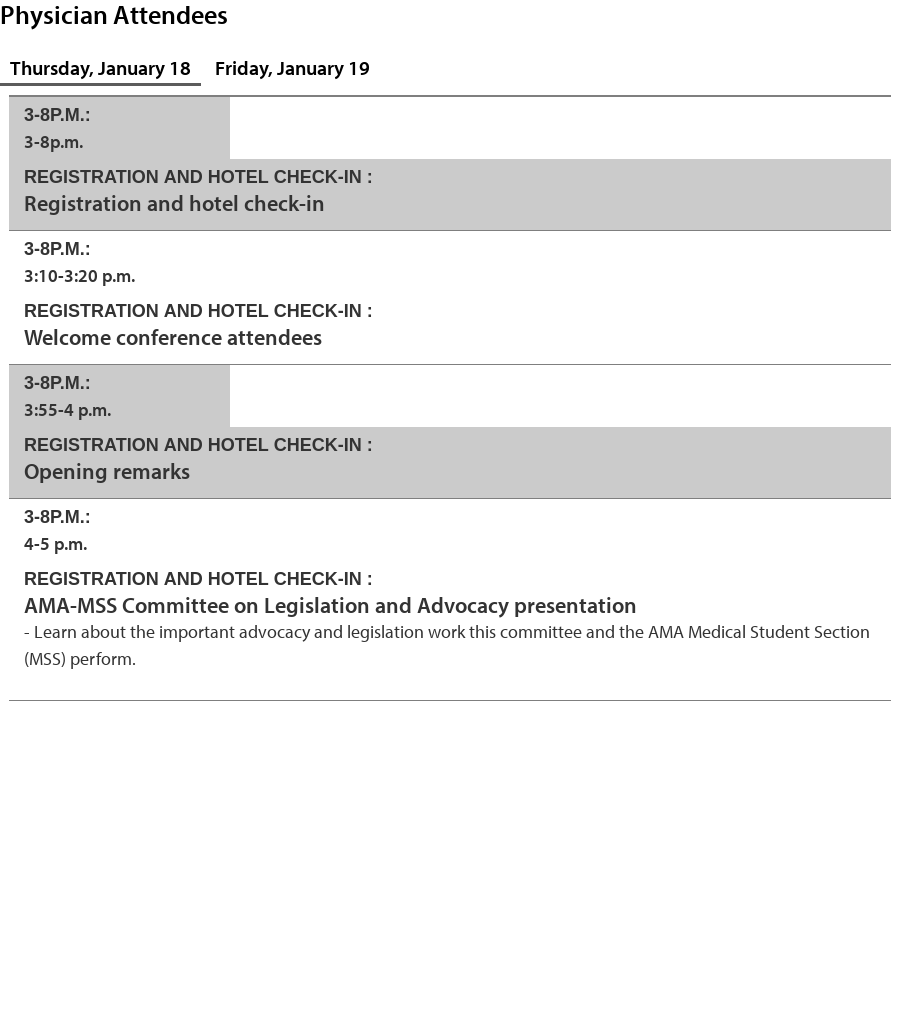 Physician Attendees
Thursday, January 18 Friday, January 19
3-8P.M.:
3-8p.m.
REGISTRATION AND HOTEL CHECK-IN :
Registration and hotel check-in
3-8P.M.:
3:10-3:20 p.m.
REGISTRATION AND HOTEL CHECK-IN :
Welcome conference attendees
3-8P.M.:
3:55-4 p.m.
REGISTRATION AND HOTEL CHECK-IN :
Opening remarks
3-8P.M.:
4-5 p.m.
REGISTRATION AND HOTEL CHECK-IN :
AMA-MSS Committee on Legislation and Advocacy presentation
- Learn about the important advocacy and legislation work this committee and the AMA Medical Student Section
(MSS) perform.